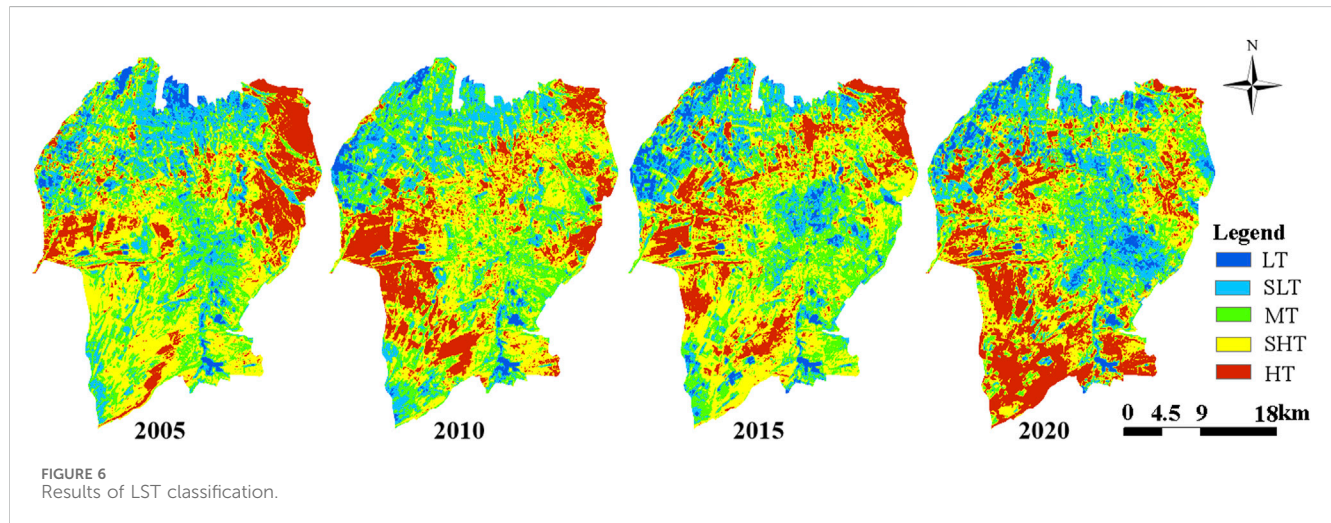 N
Legend
LT
SLT
MT
SHT
HT
2005
2010
2015
2020
0 4.5 9 18km
FIGURE 6
Results of LST classification.